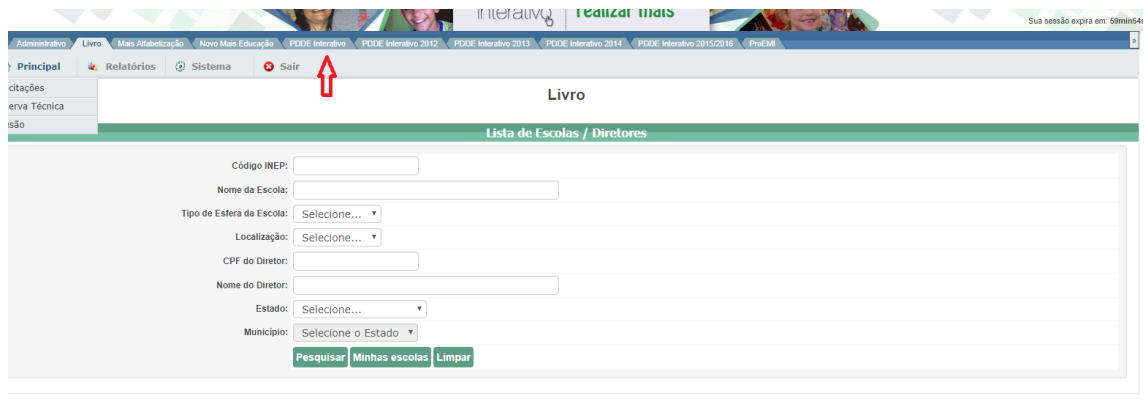 interativo realizar mais
Sua sessão expira em: 59min54s
Administrativo Livro Mais Alfabetização Novo Mais Educação PDDE Interativo PDDE Interativo 2012 PDDE Interativo 2013 PDDE Interativo 2014 PDDE Interativo 2015/2016 ProEMI »
Principal Relatórios Sistema Sair
citações
erva Técnica
esão
Livro
Lista de Escolas / Diretores
Código INEP:
Nome da Escola:
Tipo de Esfera da Escola: Selecione...
Localização: Selecione...
CPF do Diretor:
Nome do Diretor:
Estado: Selecione...
Município: Selecione o Estado
Pesquisar Minhas escolas Limpar